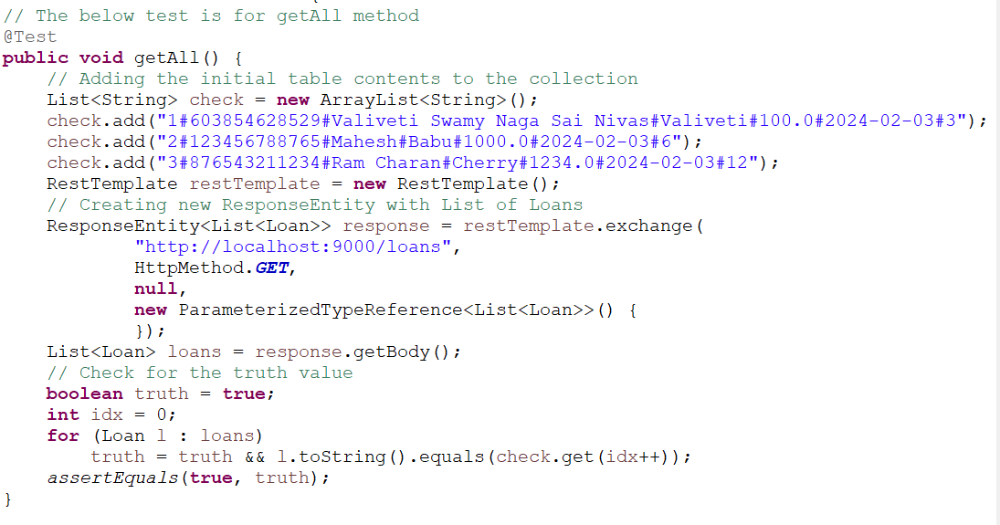 // The below test is for getAll method
@Test
public void getAll() {
    // Adding the initial table contents to the collection
    List<String> check = new ArrayList<String>();
    check.add("1#603854628529#Valiveti Swamy Naga Sai Nivas#Valiveti#100.0#2024-02-03#3");
    check.add("2#123456788765#Mahesh#Babu#1000.0#2024-02-03#6");
    check.add("3#876543211234#Ram Charan#Cherry#1234.0#2024-02-03#12");
    RestTemplate restTemplate = new RestTemplate();
    // Creating new ResponseEntity with List of Loans
    ResponseEntity<List<Loan>> response = restTemplate.exchange(
            "http://localhost:9000/loans",
            HttpMethod.GET,
            null,
            new ParameterizedTypeReference<List<Loan>>() {
            });
    List<Loan> loans = response.getBody();
    // Check for the truth value
    boolean truth = true;
    int idx = 0;
    for (Loan l : loans)
        truth = truth && l.toString().equals(check.get(idx++));
    assertEquals(true, truth);
}